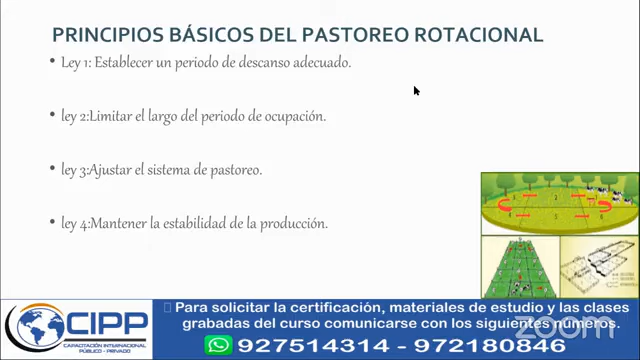 PRINCIPIOS BÁSICOS DEL PASTOREO ROTACIONAL
• Ley 1: Establecer un periodo de descanso adecuado.
• ley 2:Limitar el largo del periodo de ocupación.
• ley 3:Ajustar el sistema de pastoreo.
• ley 4:Mantener la estabilidad de la producción.
CIPP
CAPACITACIÓN INTERNACIONAL
PÚBLICO - PRIVADO
Para solicitar la certificación, materiales de estudio y las clases
grabadas del curso comunicarse con los siguientes números.
927514314 - 972180846
zoom